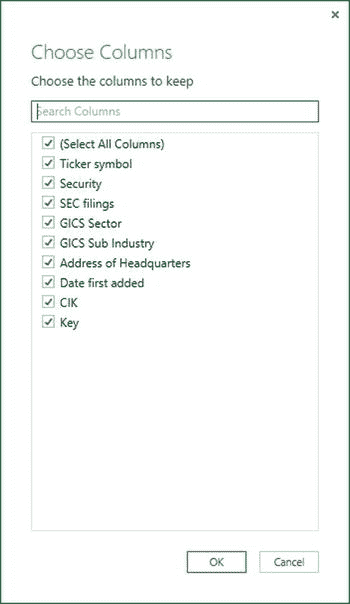 Choose Columns
Choose the columns to keep
Search Columns
(Select All Columns)
Ticker symbol
Security
SEC filings
GICS Sector
GICS Sub Industry
Address of Headquarters
Date first added
CIK
Key
OK
Cancel